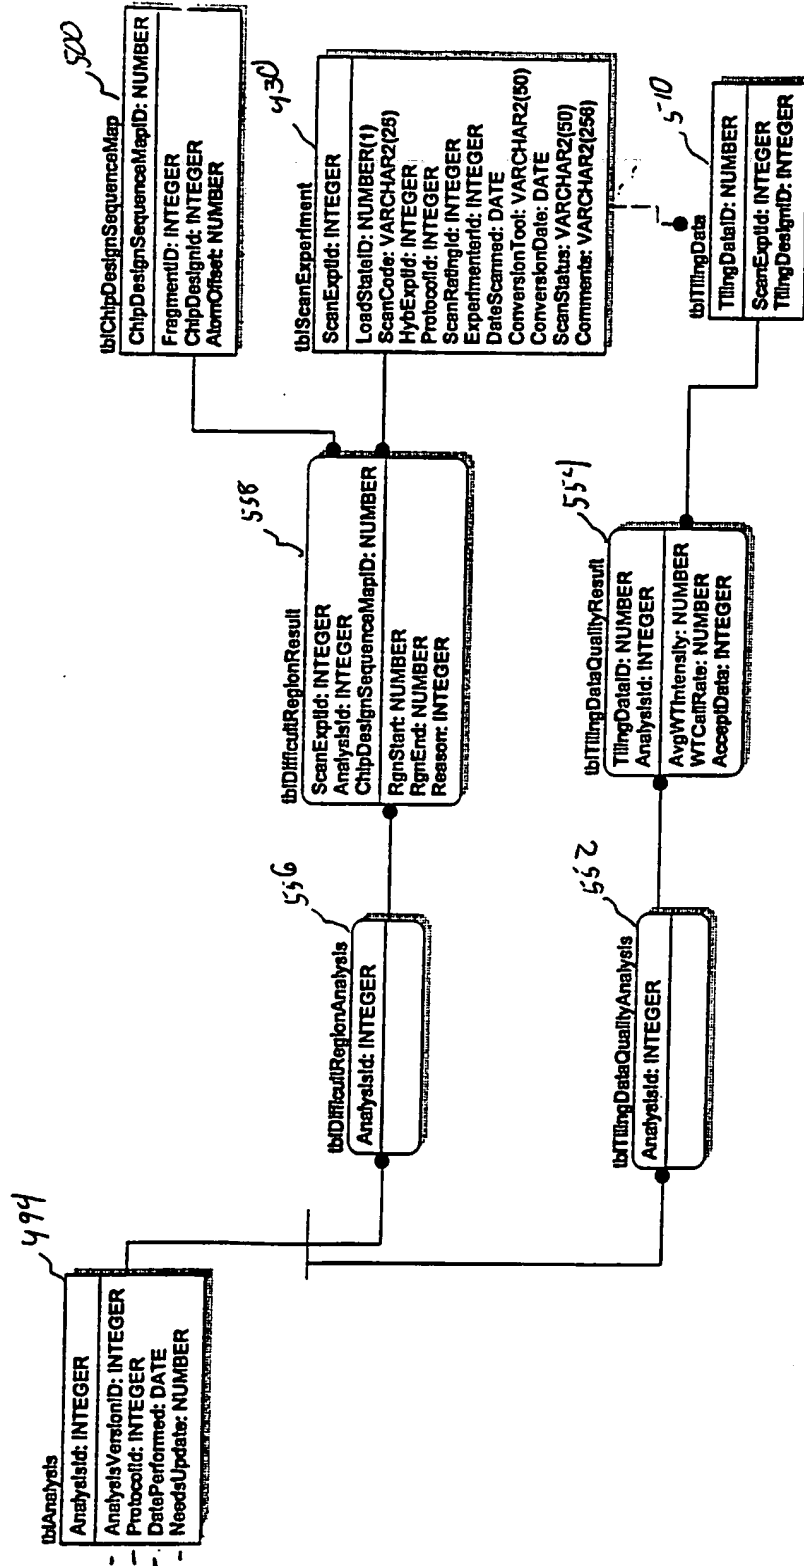 tblAnalysis
494
AnalysisId: INTEGER
AnalysisVersionID: INTEGER
ProtocolId: INTEGER
DatePerformed: DATE
NeedsUpdate: NUMBER
tblDifficultRegionAnalysis
556
AnalysisId: INTEGER
tblTilingDataQualityAnalysis
552
AnalysisId: INTEGER
tblDifficultRegionResult
558
ScanExptId: INTEGER
AnalysisId: INTEGER
ChipDesignSequenceMapID: NUMBER
RgnStart: NUMBER
RgnEnd: NUMBER
Reason: INTEGER
tblTilingDataQualityResult
554
TilingDataID: NUMBER
AnalysisId: INTEGER
AvgWTIntensity: NUMBER
WTCallRate: NUMBER
AcceptData: INTEGER
tblChipDesignSequenceMap
500
ChipDesignSequenceMapID: NUMBER
FragmentID: INTEGER
ChipDesignId: INTEGER
AtomOffset: NUMBER
tblScanExperiment
430
ScanExptId: INTEGER
LoadStateID: NUMBER(1)
ScanCode: VARCHAR2(25)
HybExptId: INTEGER
ProtocolId: INTEGER
ScanRatingId: INTEGER
ExperimenterId: INTEGER
DateScanned: DATE
ConversionTool: VARCHAR2(50)
ConversionDate: DATE
ScanStatus: VARCHAR2(50)
Comments: VARCHAR2(256)
tblTilingData
510
TilingDataID: NUMBER
ScanExptId: INTEGER
TilingDesignID: INTEGER